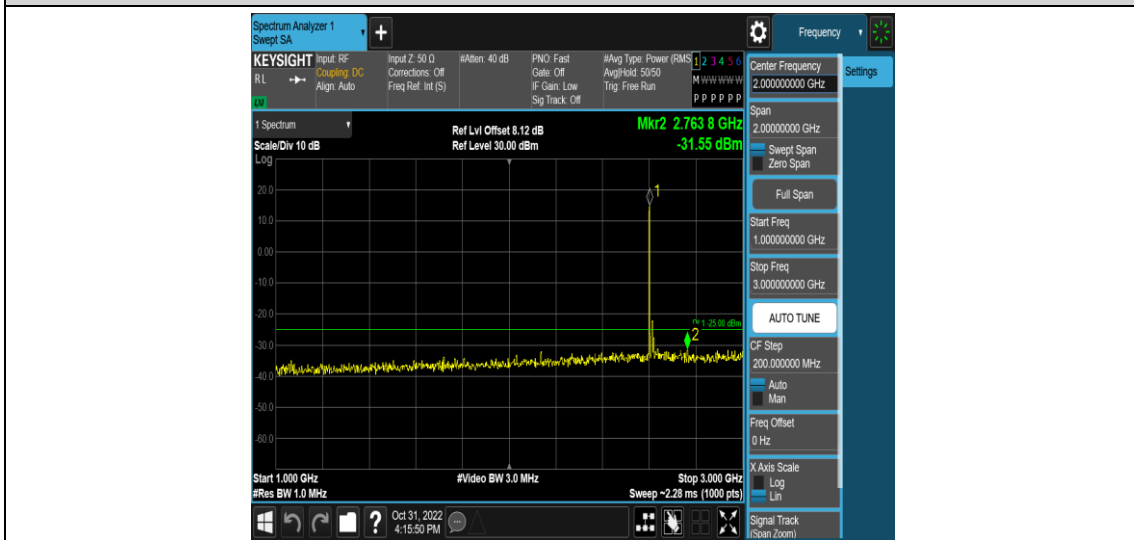 Spectrum Analyzer 1
Swept SA
+
Frequency
KEYSIGHT
R L
LXI
Input: RF
Coupling: DC
Align: Auto
Input Z: 50 Ω
Corrections: Off
Freq Ref: Int (S)
#Atten: 40 dB
PNO: Fast
Gate: Off
IF Gain: Low
Sig Track: Off
#Avg Type: Power (RMS
Avg|Hold: 50/50
Trig: Free Run
1 2 3 4 5 6
M W W W W W
P P P P P P
Center Frequency
2.000000000 GHz
Settings
Span
2.00000000 GHz
Swept Span
Zero Span
Full Span
Start Freq
1.000000000 GHz
Stop Freq
3.000000000 GHz
AUTO TUNE
CF Step
200.000000 MHz
Auto
Man
Freq Offset
0 Hz
X Axis Scale
Log
Lin
Signal Track
(Span Zoom)
1 Spectrum
Scale/Div 10 dB
Ref Lvl Offset 8.12 dB
Ref Level 30.00 dBm
Mkr2 2.763 8 GHz
-31.55 dBm
Log
20.0
10.0
0.00
-10.0
-20.0
-30.0
-40.0
-50.0
-60.0
1
1 -25.00 dBm
2
Start 1.000 GHz
#Res BW 1.0 MHz
#Video BW 3.0 MHz
Stop 3.000 GHz
Sweep ~2.28 ms (1000 pts)
?
Oct 31, 2022
4:15:50 PM